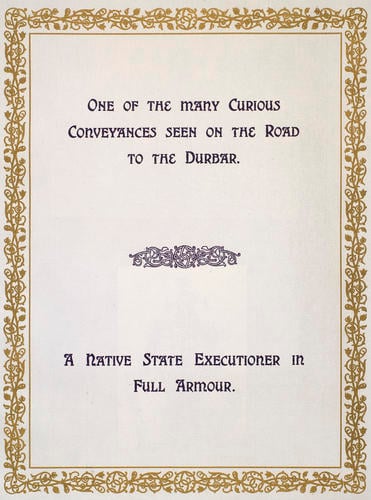 One of the many Curious
Conveyances seen on the Road
to the Durbar.
A Native State Executioner in
Full Armour.